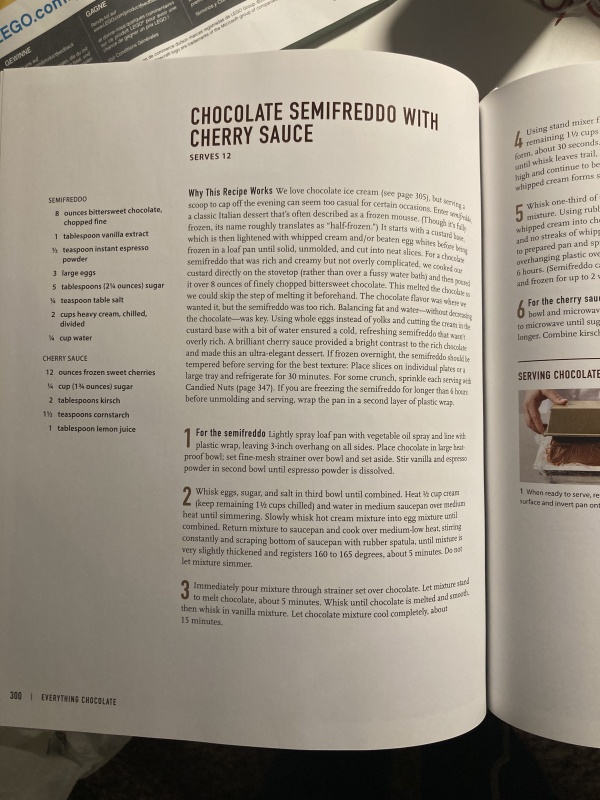 LEGO.com
GAGNE
GEWINNE
CHOCOLATE SEMIFREDDO WITH
CHERRY SAUCE
SERVES 12
SEMIFREDDO
8 ounces bittersweet chocolate,
chopped fine
1 tablespoon vanilla extract
½ teaspoon instant espresso
powder
3 large eggs
5 tablespoons (2¼ ounces) sugar
¼ teaspoon table salt
2 cups heavy cream, chilled,
divided
¼ cup water
CHERRY SAUCE
12 ounces frozen sweet cherries
¼ cup (1¾ ounces) sugar
2 tablespoons kirsch
1½ teaspoons cornstarch
1 tablespoon lemon juice
Why This Recipe Works We love chocolate ice cream (see page 305), but serving a
scoop to cap off the evening can seem too casual for certain occasions. Enter semifreddo,
a classic Italian dessert that's often described as a frozen mousse. (Though it's fully
frozen, its name roughly translates as "half-frozen.") It starts with a custard base,
which is then lightened with whipped cream and/or beaten egg whites before being
frozen in a loaf pan until solid, unmolded, and cut into neat slices. For a chocolate
semifreddo that was rich and creamy but not overly complicated, we cooked our
custard directly on the stovetop (rather than over a fussy water bath) and then poured
it over 8 ounces of finely chopped bittersweet chocolate. This melted the chocolate so
we could skip the step of melting it beforehand. The chocolate flavor was where we
wanted it, but the semifreddo was too rich. Balancing fat and water—without decreasing
the chocolate—was key. Using whole eggs instead of yolks and cutting the cream in the
custard base with a bit of water ensured a cold, refreshing semifreddo that wasn't
overly rich. A brilliant cherry sauce provided a bright contrast to the rich chocolate
and made this an ultra-elegant dessert. If frozen overnight, the semifreddo should be
tempered before serving for the best texture: Place slices on individual plates or a
large tray and refrigerate for 30 minutes. For some crunch, sprinkle each serving with
Candied Nuts (page 347). If you are freezing the semifreddo for longer than 6 hours
before unmolding and serving, wrap the pan in a second layer of plastic wrap.
1 For the semifreddo Lightly spray loaf pan with vegetable oil spray and line with
plastic wrap, leaving 3-inch overhang on all sides. Place chocolate in large heat-
proof bowl; set fine-mesh strainer over bowl and set aside. Stir vanilla and espresso
powder in second bowl until espresso powder is dissolved.
2 Whisk eggs, sugar, and salt in third bowl until combined. Heat ½ cup cream
(keep remaining 1½ cups chilled) and water in medium saucepan over medium
heat until simmering. Slowly whisk hot cream mixture into egg mixture until
combined. Return mixture to saucepan and cook over medium-low heat, stirring
constantly and scraping bottom of saucepan with rubber spatula, until mixture is
very slightly thickened and registers 160 to 165 degrees, about 5 minutes. Do not
let mixture simmer.
3 Immediately pour mixture through strainer set over chocolate. Let mixture stand
to melt chocolate, about 5 minutes. Whisk until chocolate is melted and smooth,
then whisk in vanilla mixture. Let chocolate mixture cool completely, about
15 minutes.
300 | EVERYTHING CHOCOLATE
4 Using stand mixer f
remaining 1½ cups
form, about 30 seconds.
until whisk leaves trail,
high and continue to be
whipped cream forms s
5 Whisk one-third of
mixture. Using rubb
whipped cream into cho
and no streaks of whipp
to prepared pan and sp
overhanging plastic ove
6 hours. (Semifreddo ca
and frozen for up to 2 w
6 For the cherry sauc
bowl and microwav
to microwave until sug
longer. Combine kirsch
SERVING CHOCOLATE
1 When ready to serve, re
surface and invert pan ont